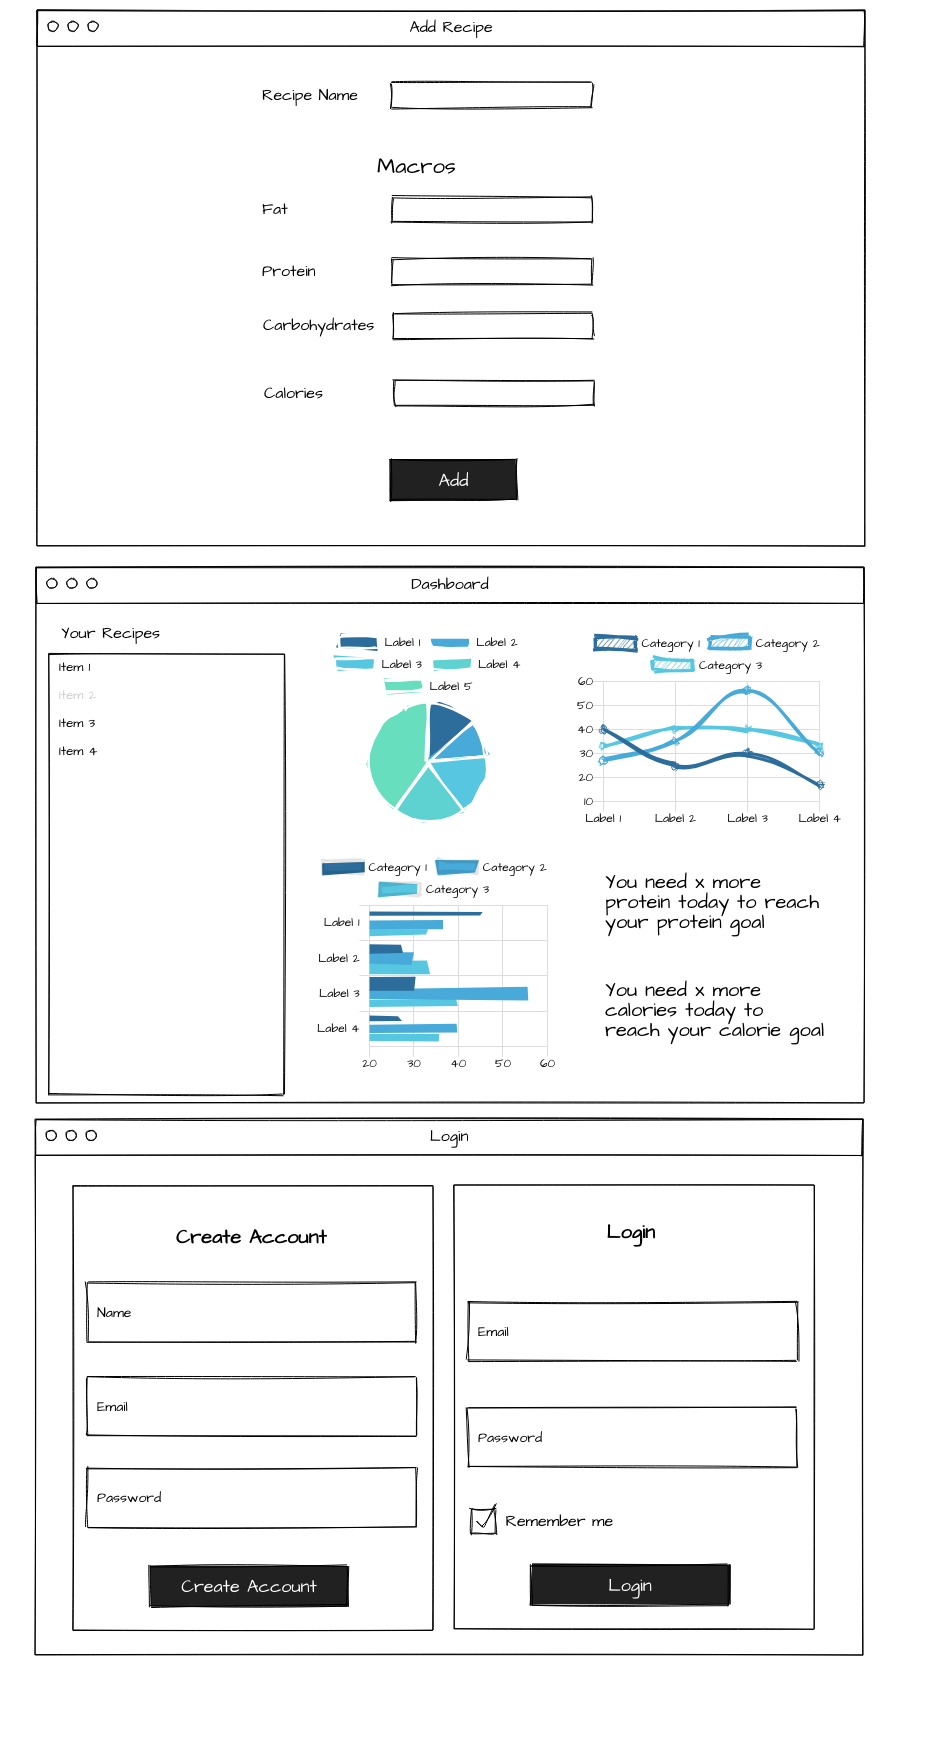 Add Recipe
Recipe Name
Macros
Fat
Protein
Carbohydrates
Calories
Add
Dashboard
Your Recipes
Item 1
Item 2
Item 3
Item 4
Label 1 Label 2
Label 3 Label 4
Label 5
Category 1 Category 2
Category 3
60
50
40
30
20
10
Label 1 Label 2 Label 3 Label 4
Category 1 Category 2
Category 3
Label 1
Label 2
Label 3
Label 4
20 30 40 50 60
You need x more
protein today to reach
your protein goal
You need x more
calories today to
reach your calorie goal
Login
Create Account
Name
Email
Password
Create Account
Login
Email
Password
Remember me
Login